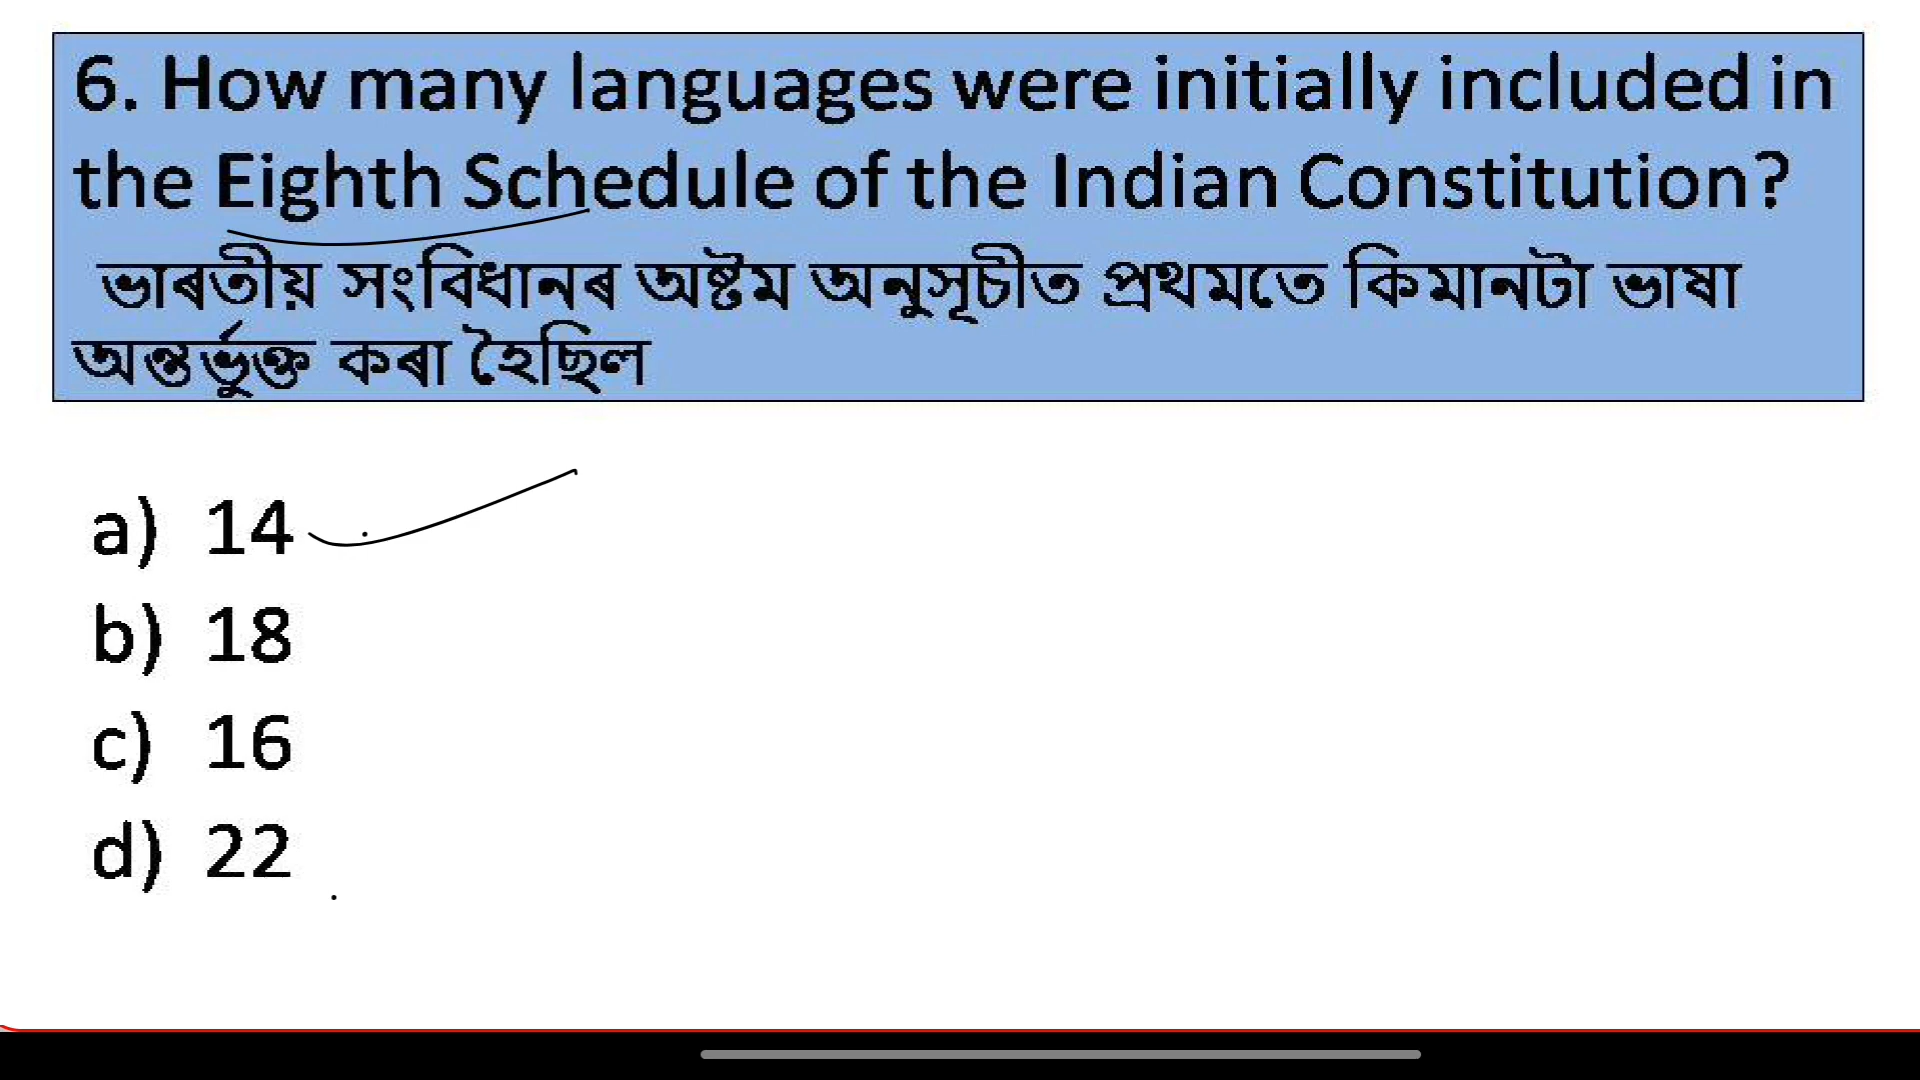 6. How many languages were initially included in
the Eighth Schedule of the Indian Constitution?
ভাৰতীয় সংবিধানৰ অষ্টম অনুসূচীত প্ৰথমতে কিমানটা ভাষা
অন্তৰ্ভুক্ত কৰা হৈছিল
a) 14
b) 18
c) 16
d) 22